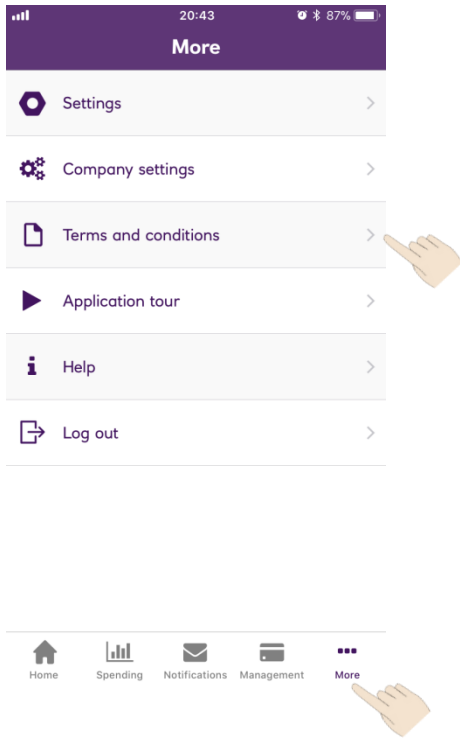 20:43 87%
More
Settings
Company settings
Terms and conditions
Application tour
Help
Log out
Home Spending Notifications Management More